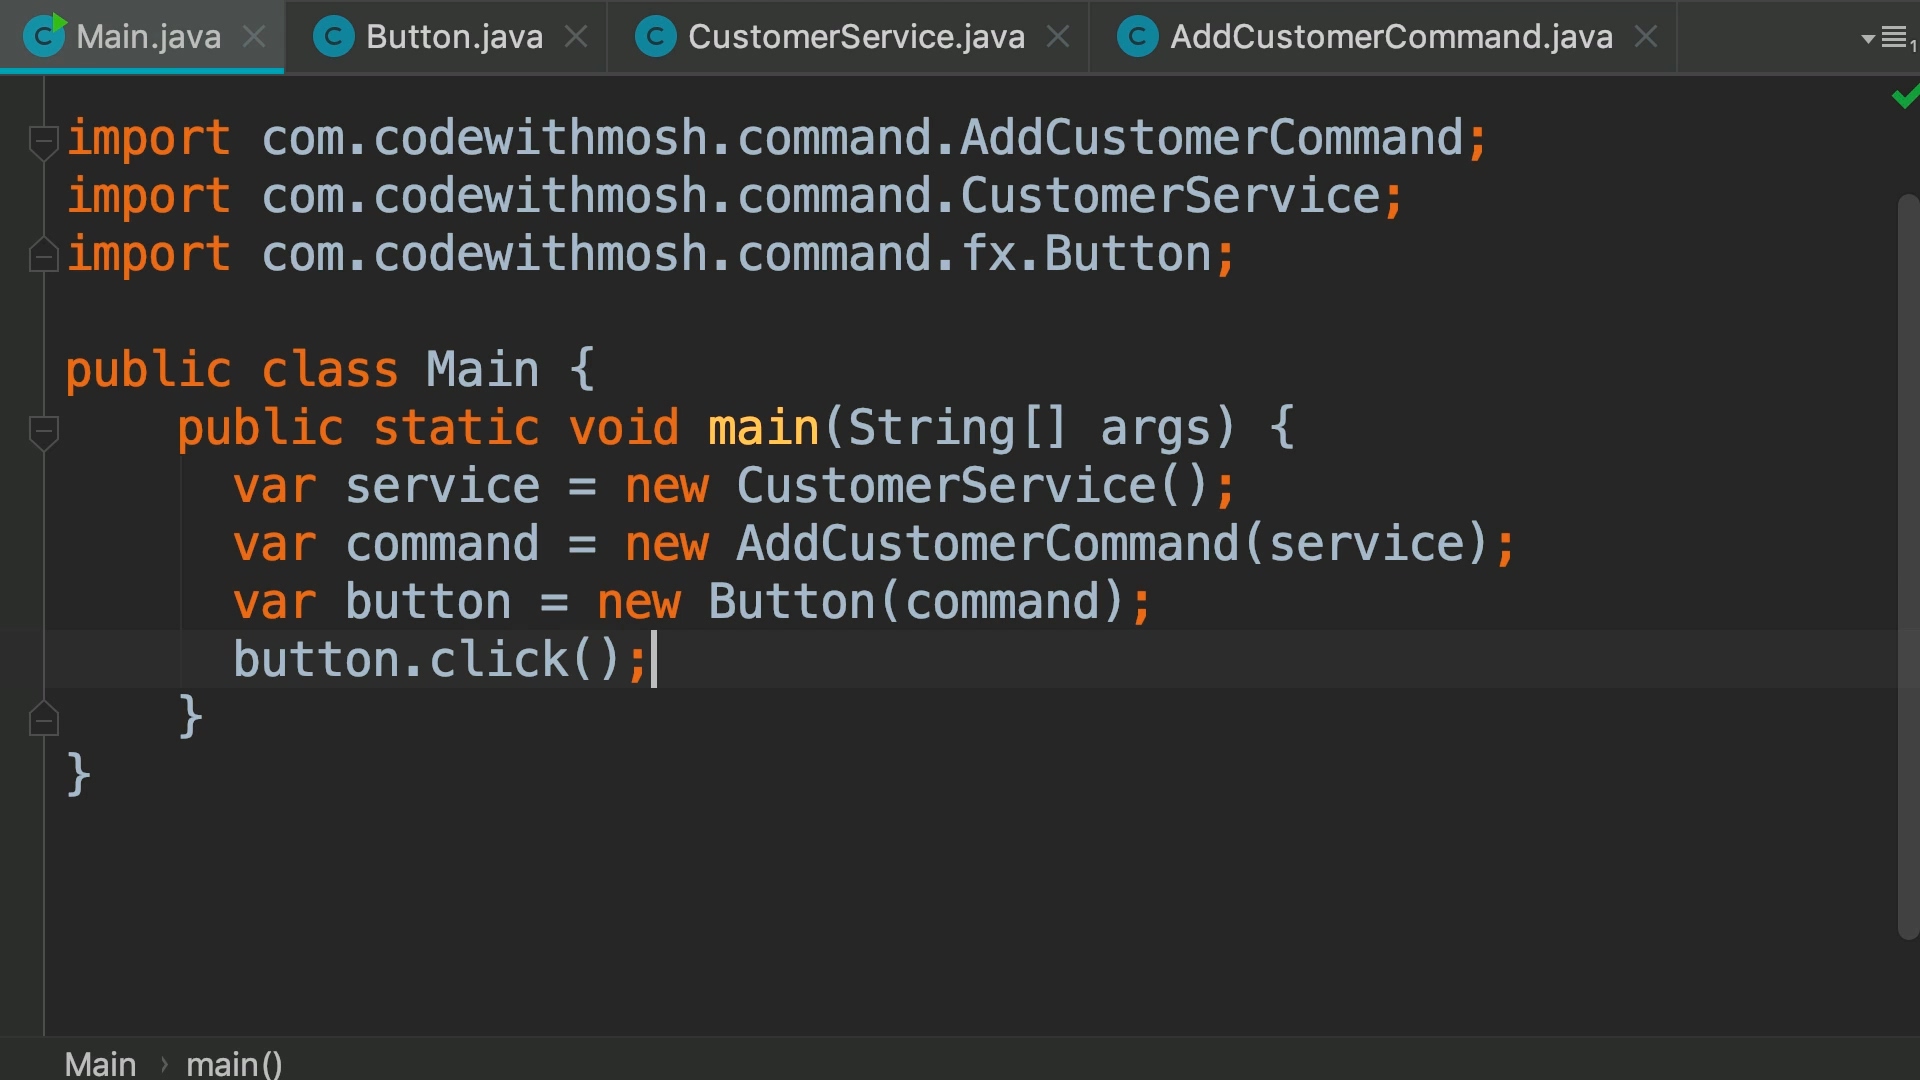 Main.java Button.java CustomerService.java AddCustomerCommand.java
import com.codewithmosh.command.AddCustomerCommand;
import com.codewithmosh.command.CustomerService;
import com.codewithmosh.command.fx.Button;
public class Main {
public static void main(String[] args) {
var service = new CustomerService();
var command = new AddCustomerCommand(service);
var button = new Button(command);
button.click();
}
}
Main › main()